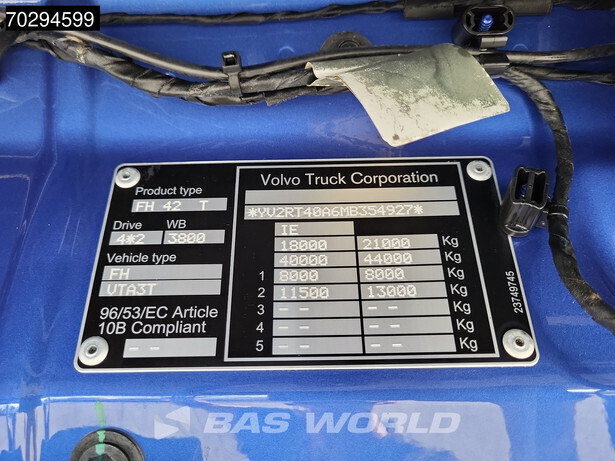 70294599
Product type
FH 42 T
Drive WB
4*2 3800
Vehicle type
FH
VTA3T
96/53/EC Article
10B Compliant
-- --
Volvo Truck Corporation
*YV2RT40A6MB354927*
IE
18000 21000 Kg
40000 44000 Kg
1 8000 8000 Kg
2 11500 13000 Kg
3 -- -- -- -- Kg
4 -- -- -- -- Kg
5 -- -- -- -- Kg
23749745
BAS WORLD